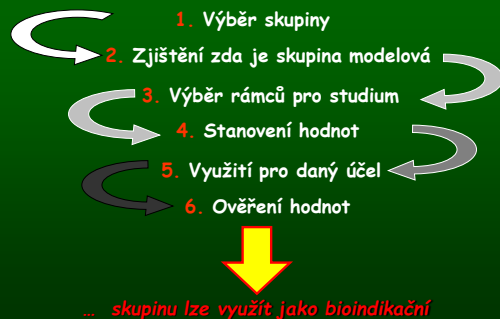 1. Výběr skupiny
2. Zjištění zda je skupina modelová
3. Výběr rámců pro studium
4. Stanovení hodnot
5. Využití pro daný účel
6. Ověření hodnot
… skupinu lze využít jako bioindikační